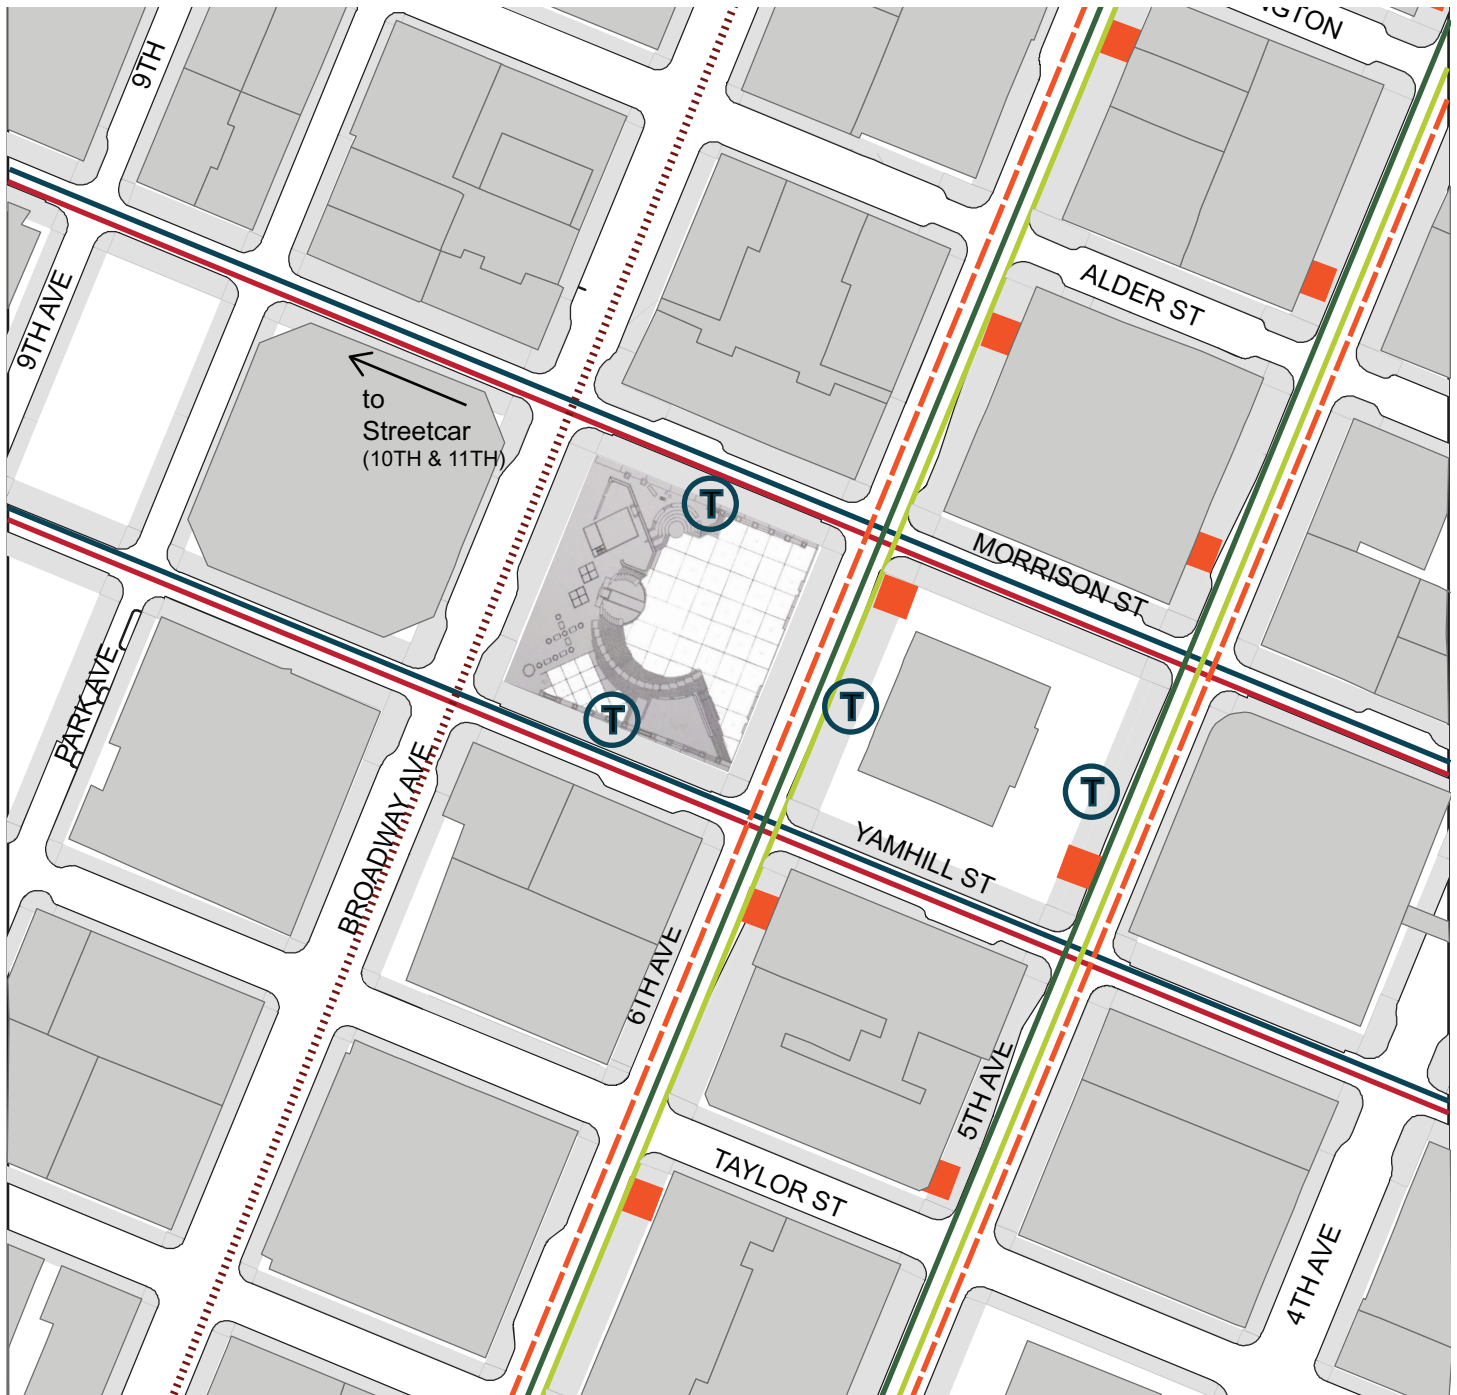 NGTON
9TH
ALDER ST
9TH AVE
to
Streetcar
(10TH & 11TH)
T
MORRISON ST
PARK AVE
T
T
T
BROADWAY AVE
YAMHILL ST
6TH AVE
5TH AVE
TAYLOR ST
4TH AVE